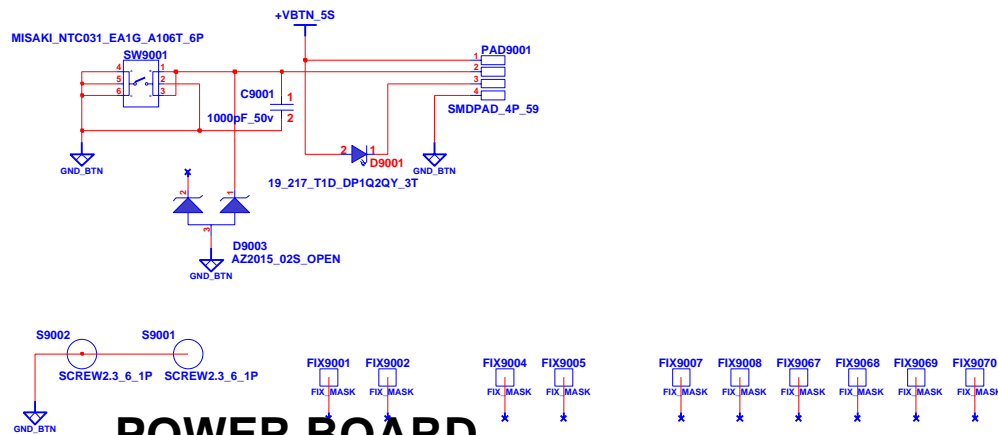 +VBTN_5S
MISAKI_NTC031_EA1G_A106T_6P
SW9001
4
5
6
1
2
3
C9001
1
1000pF_50v
2
PAD9001
1
2
3
4
SMDPAD_4P_59
2
1
D9001
GND_BTN
GND_BTN
19_217_T1D_DP1Q2QY_3T
2
1
3
D9003
AZ2015_02S_OPEN
GND_BTN
S9002
S9001
SCREW2.3_6_1P
SCREW2.3_6_1P
GND_BTN
FIX9001
FIX9002
FIX9004
FIX9005
FIX9007
FIX9008
FIX9067
FIX9068
FIX9069
FIX9070
FIX_MASK
FIX_MASK
FIX_MASK
FIX_MASK
FIX_MASK
FIX_MASK
FIX_MASK
FIX_MASK
FIX_MASK
FIX_MASK
POWER BOARD